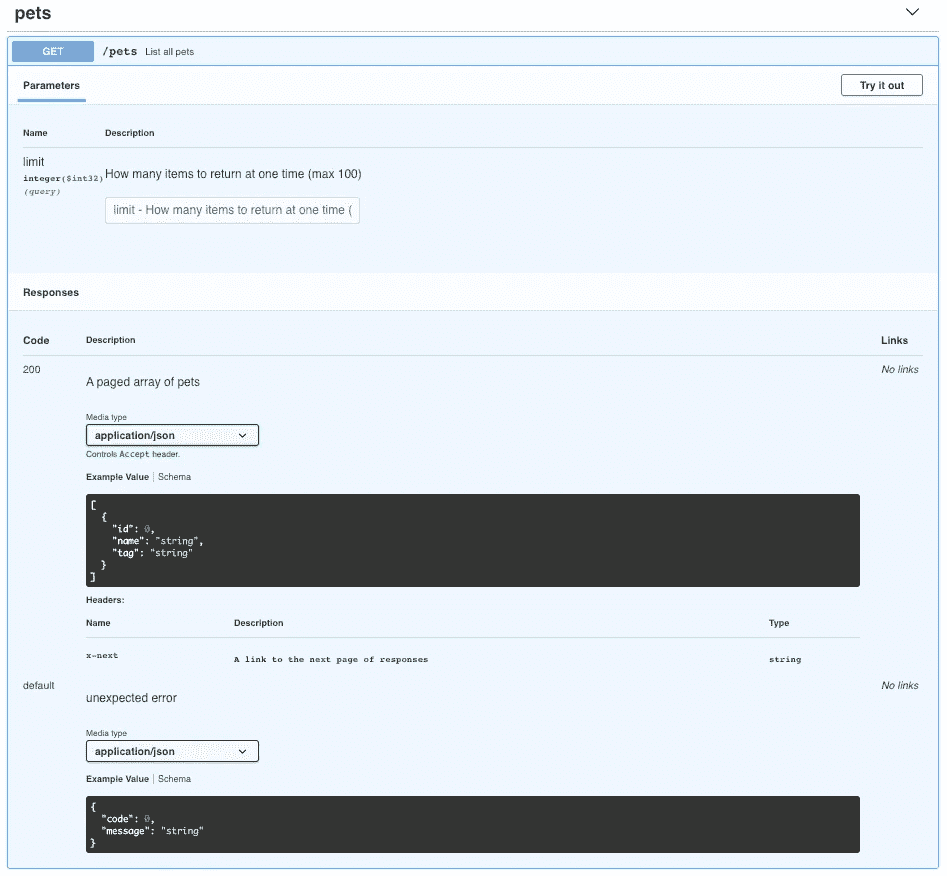 pets
GET /pets List all pets
Parameters Try it out
Name Description
limit
integer($int32) How many items to return at one time (max 100)
(query)
limit - How many items to return at one time (
Responses
Code Description Links
200 No links
A paged array of pets
Media type
application/json
Controls Accept header.
Example Value | Schema
[
  {
    "id": 0,
    "name": "string",
    "tag": "string"
  }
]
Headers:
Name Description Type
x-next A link to the next page of responses string
default No links
unexpected error
Media type
application/json
Example Value | Schema
{
  "code": 0,
  "message": "string"
}